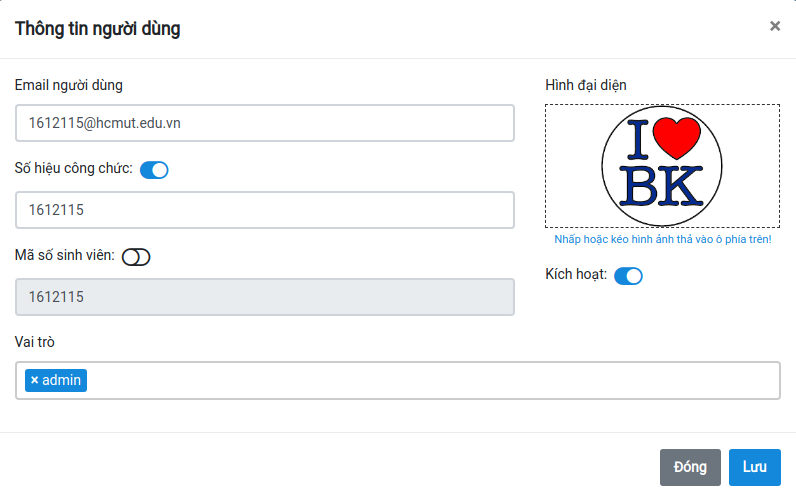 Thông tin người dùng
×
Email người dùng
1612115@hcmut.edu.vn
Số hiệu công chức:
1612115
Mã số sinh viên:
1612115
Hình đại diện
I
BK
Nhấp hoặc kéo hình ảnh thả vào ô phía trên!
Kích hoạt:
Vai trò
× admin
Đóng
Lưu